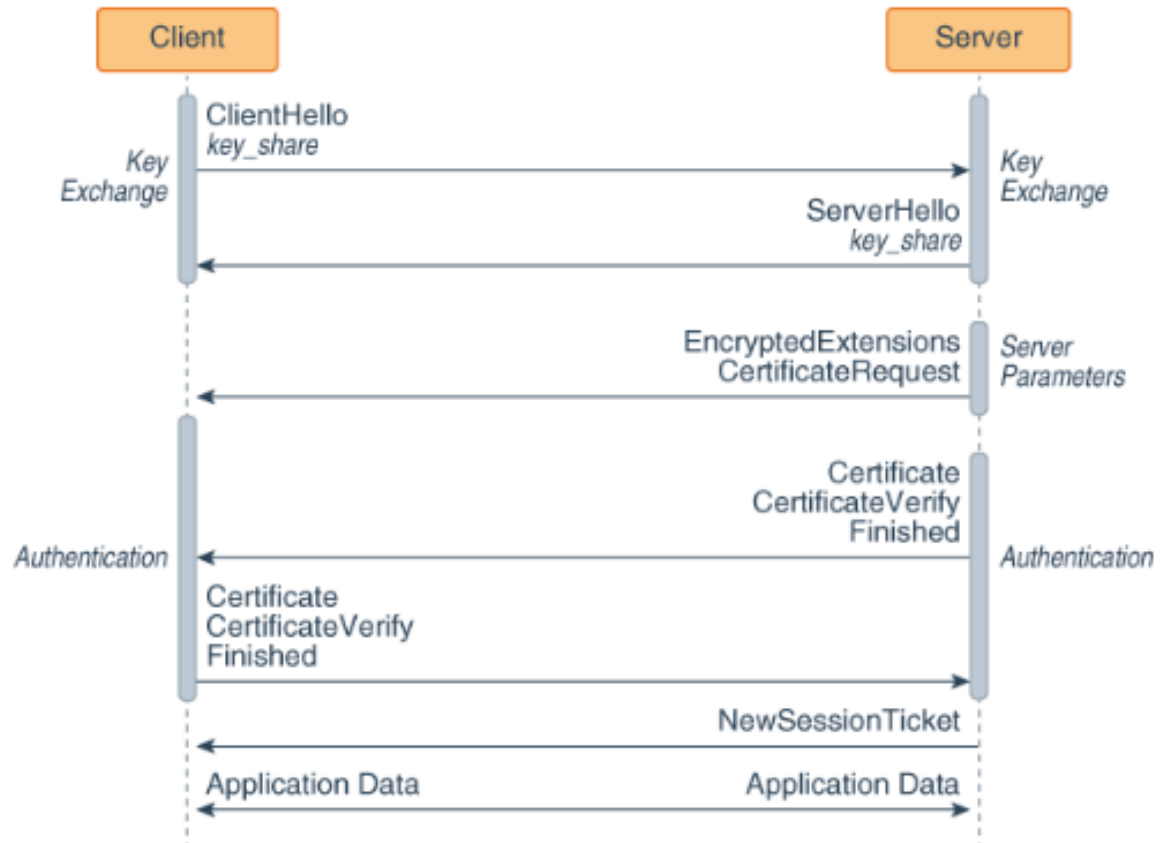 Client
Server
ClientHello
key_share
Key
Exchange
Key
Exchange
ServerHello
key_share
EncryptedExtensions
CertificateRequest
Server
Parameters
Certificate
CertificateVerify
Finished
Authentication
Authentication
Certificate
CertificateVerify
Finished
NewSessionTicket
Application Data
Application Data